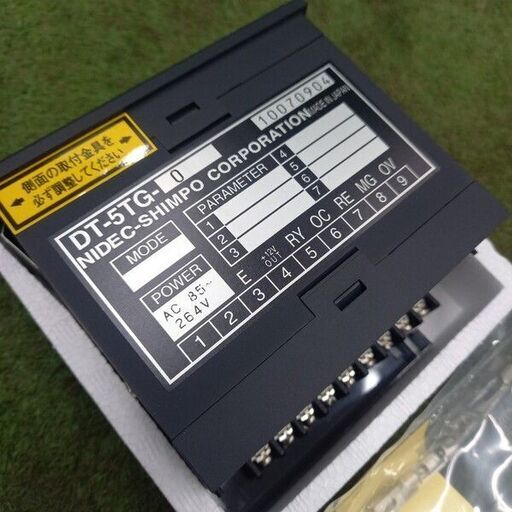 側面の取付金具を
必ず調整してください
DT-5TG-0
10070904
NIDEC-SHIMPO CORPORATION MADE IN JAPAN
MODE
PARAMETER
1
2
3
4
5
6
7
POWER
AC 85~
264V
E +12V OUT RY OC RE MG OV
1 2 3 4 5 6 7 8 9